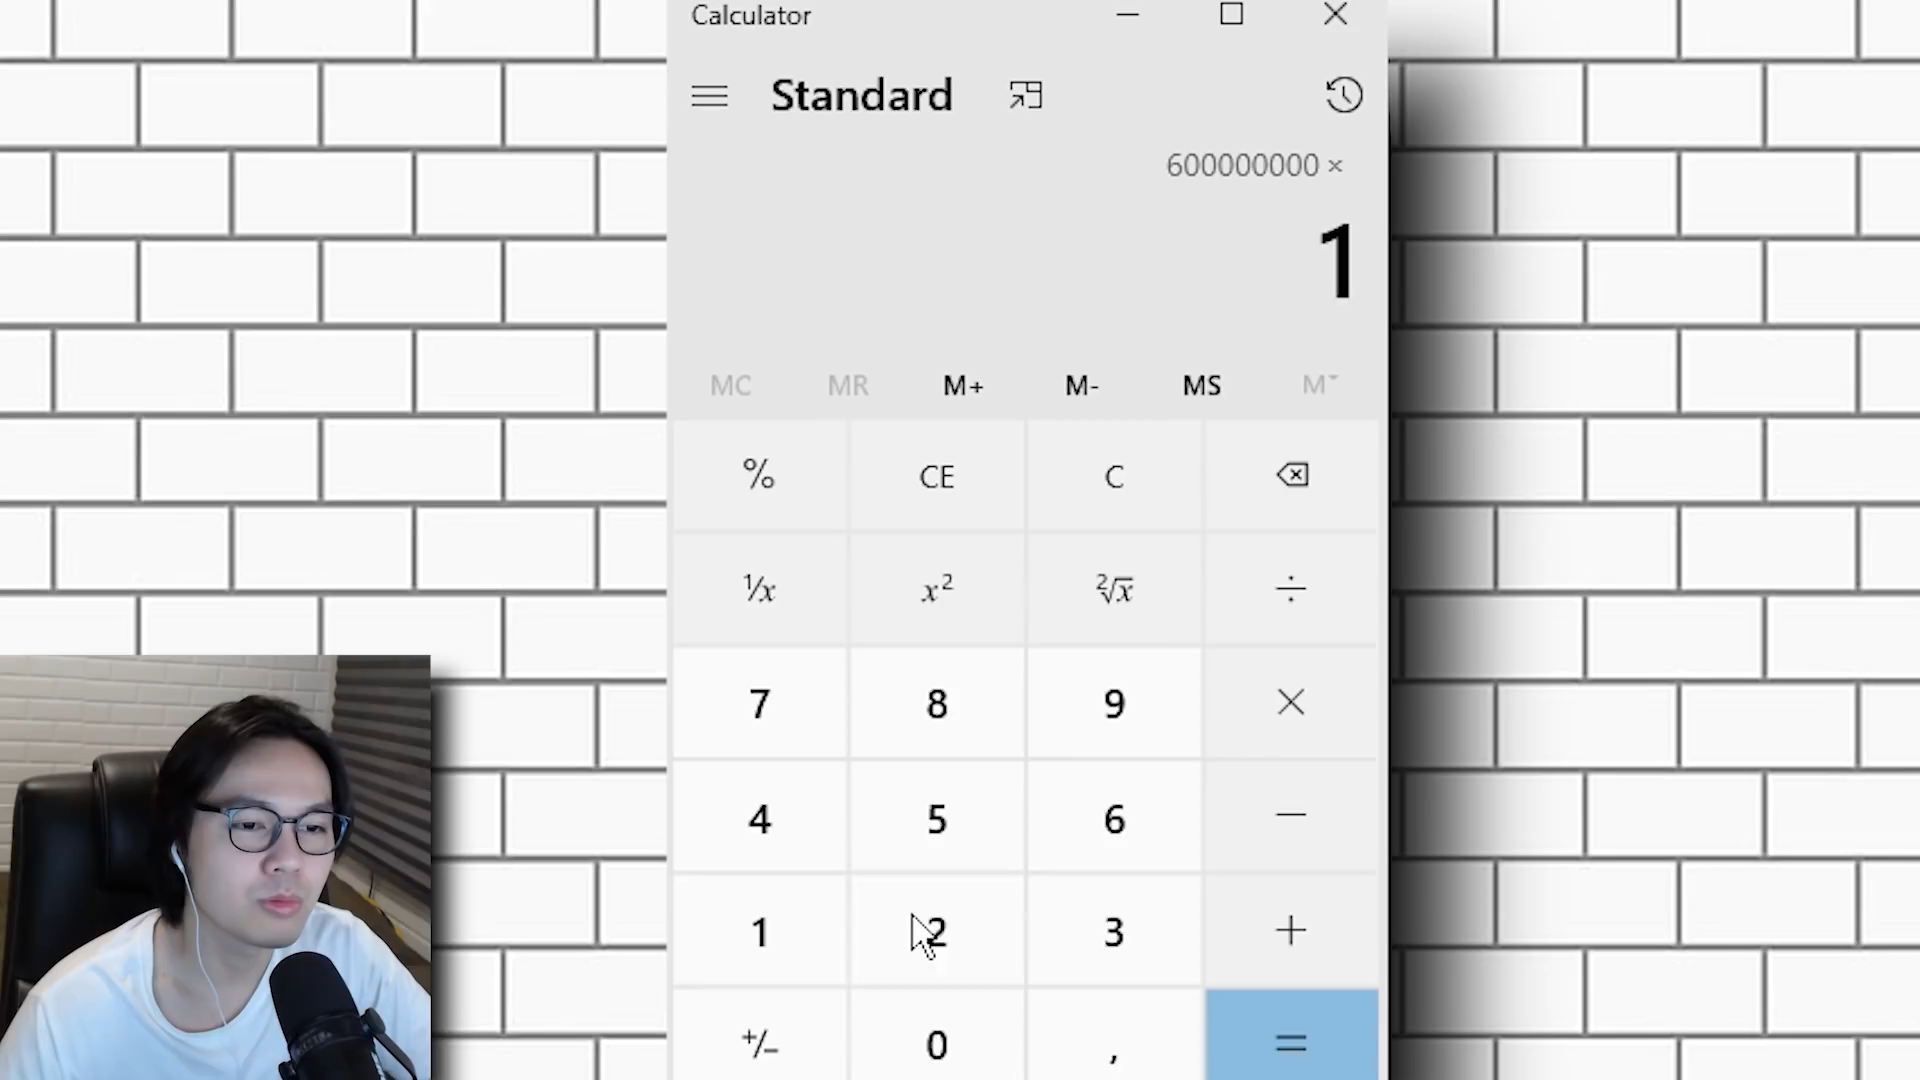 Calculator
Standard
600000000 ×
1
MC MR M+ M- MS M˅
% CE C
¹/x x² ²√x ÷
7 8 9 ×
4 5 6 −
1 2 3 +
+/− 0 , =